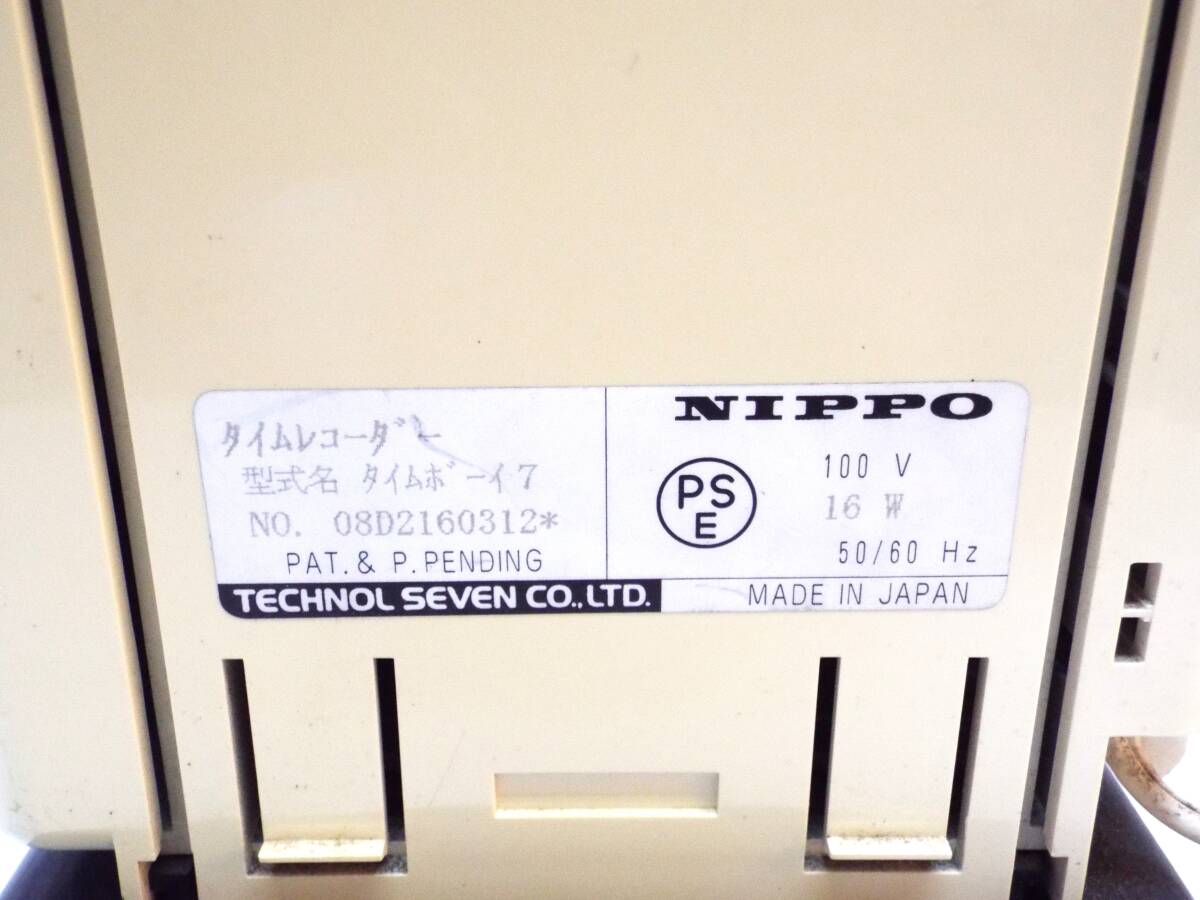 タイムレコーダー
型式名 タイムボーイ7
NO. 08D2160312*
PAT. & P. PENDING
TECHNOL SEVEN CO., LTD.
NIPPO
PS
E
100 V
16 W
50/60 Hz
MADE IN JAPAN